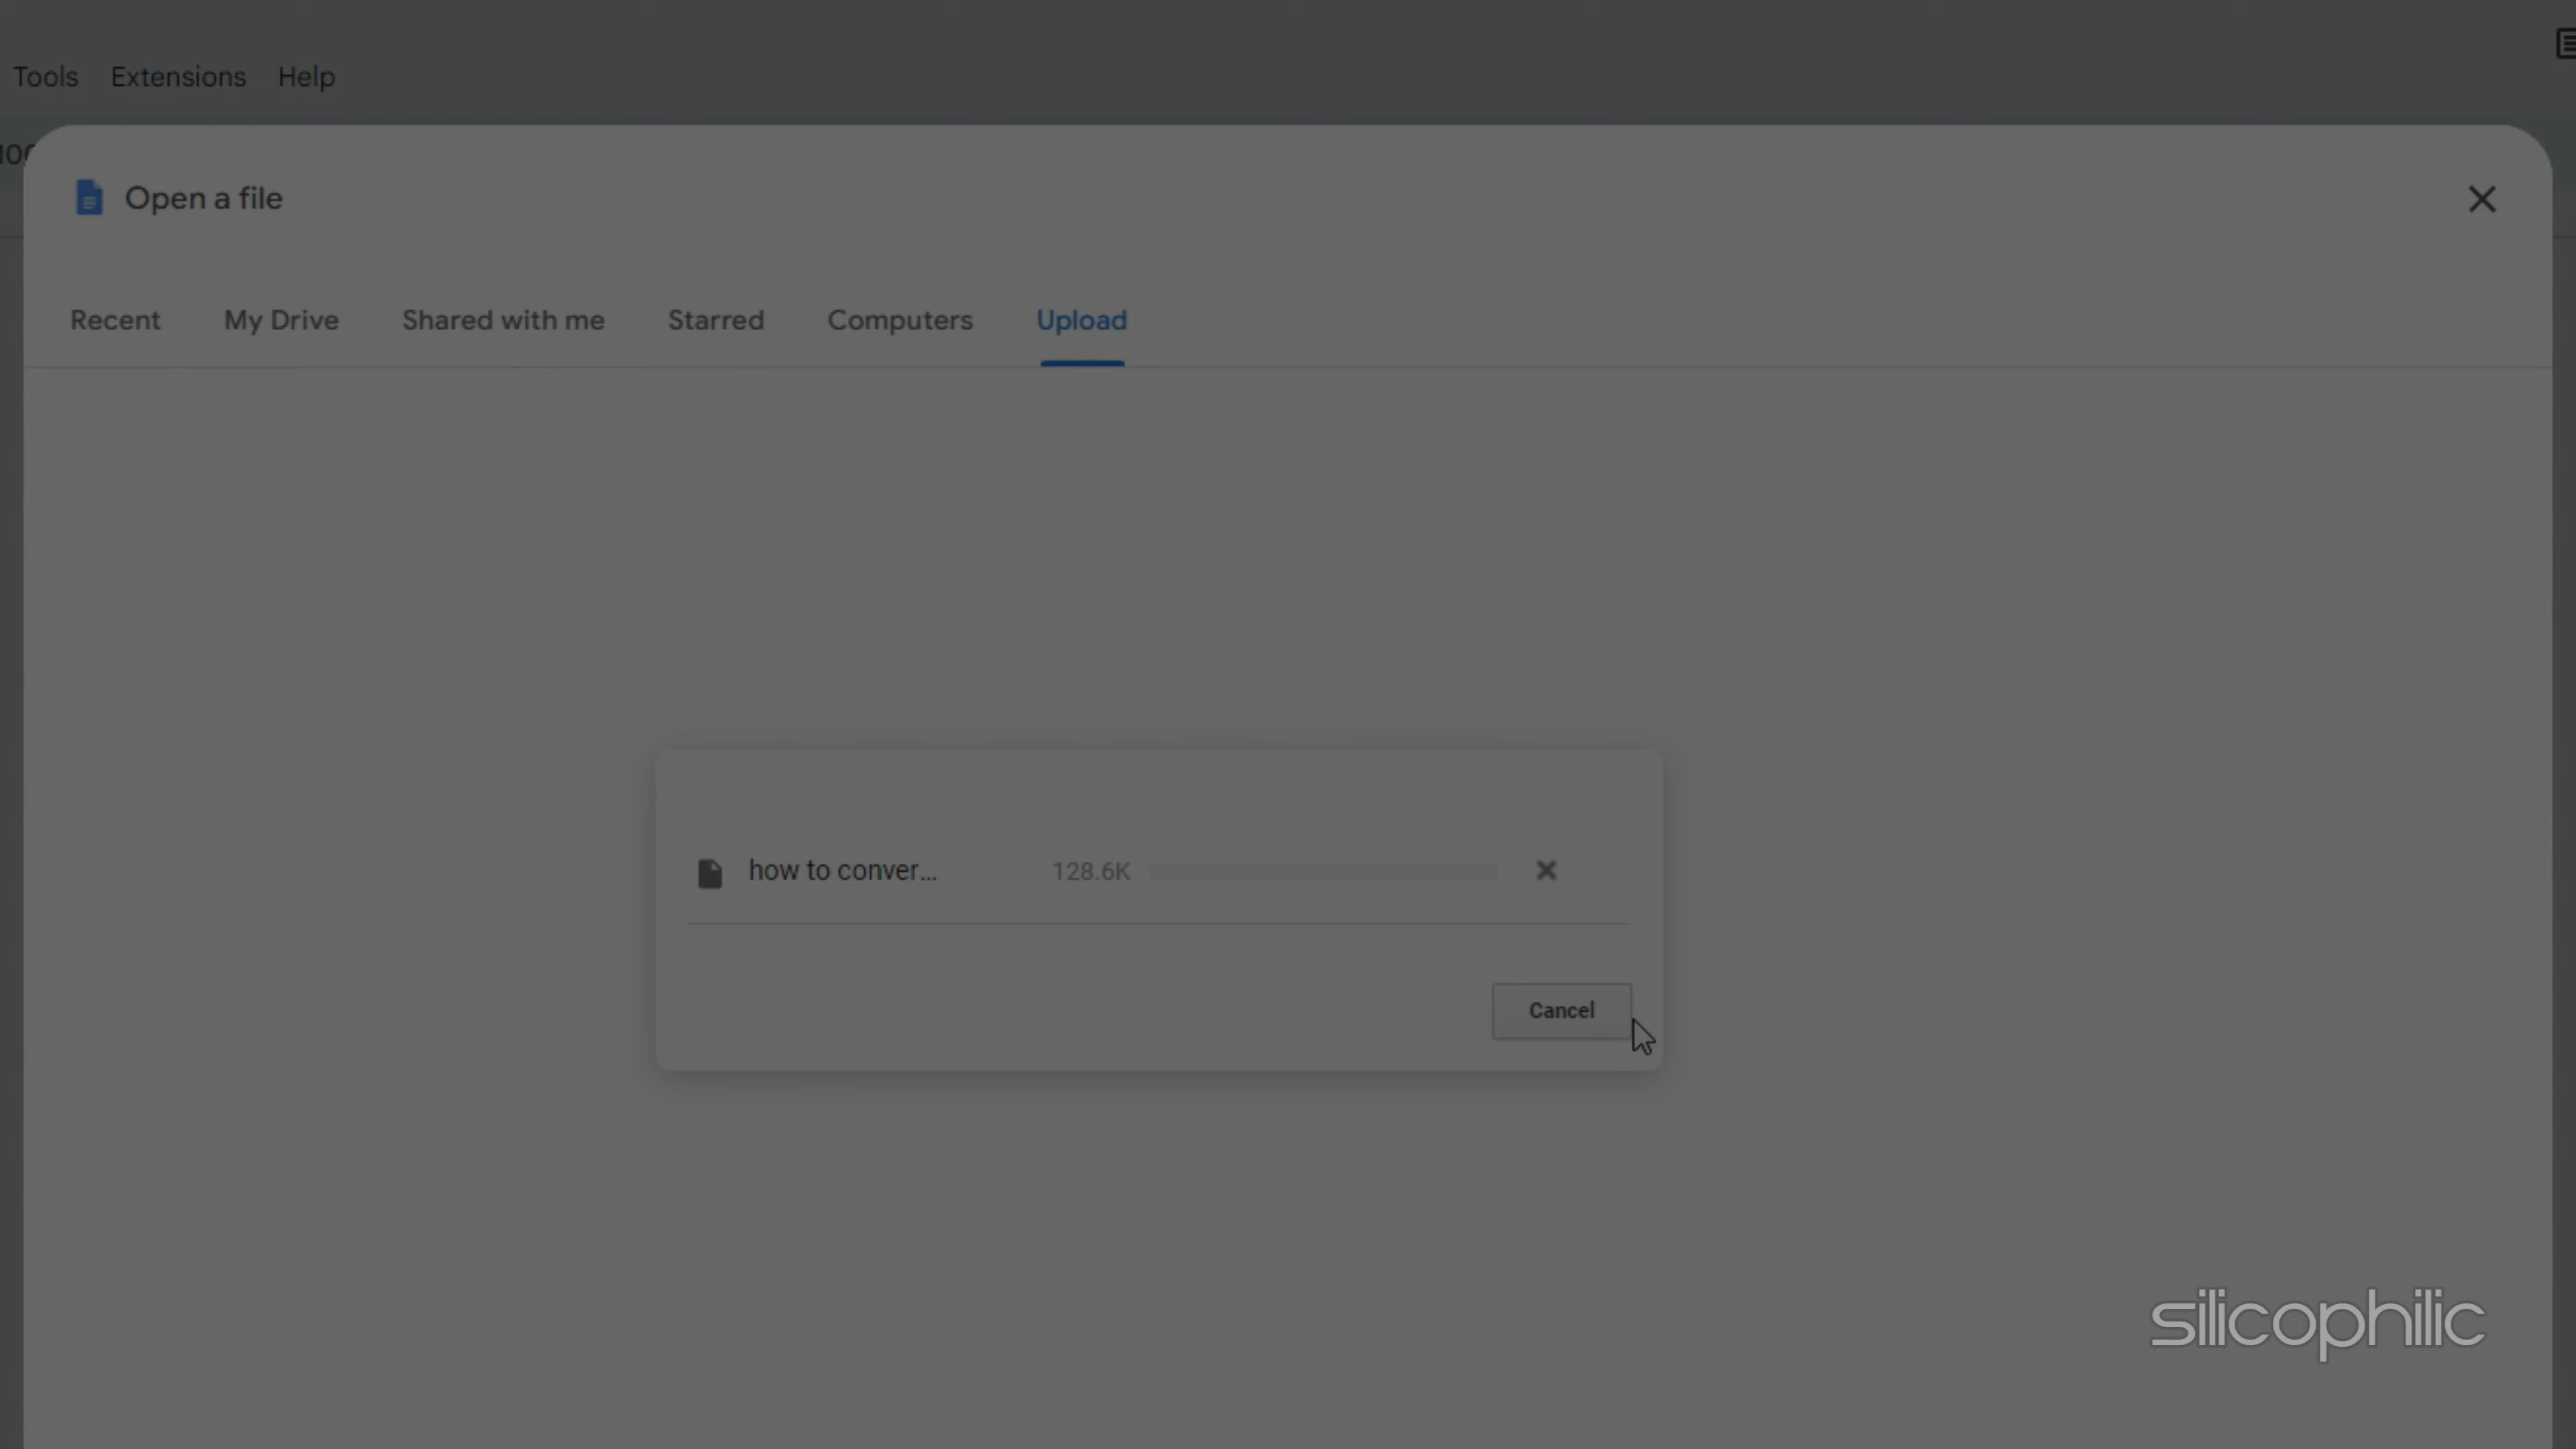 Tools Extensions Help
Open a file
Recent My Drive Shared with me Starred Computers Upload
how to conver... 128.6K
Cancel
silicophilic